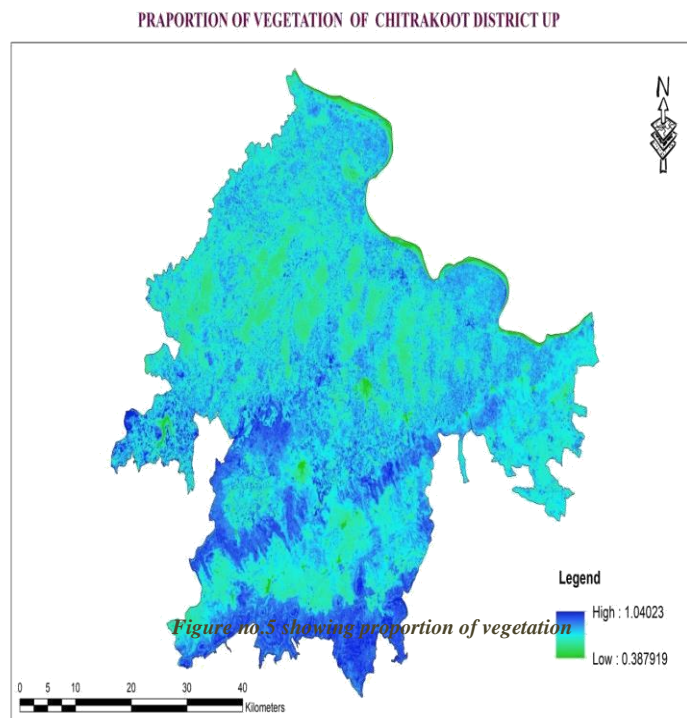 PRAPORTION OF VEGETATION OF CHITRAKOOT DISTRICT UP
N
Legend
High : 1.04023
Low : 0.387919
Figure no.5 showing proportion of vegetation
0 5 10 20 30 40
Kilometers